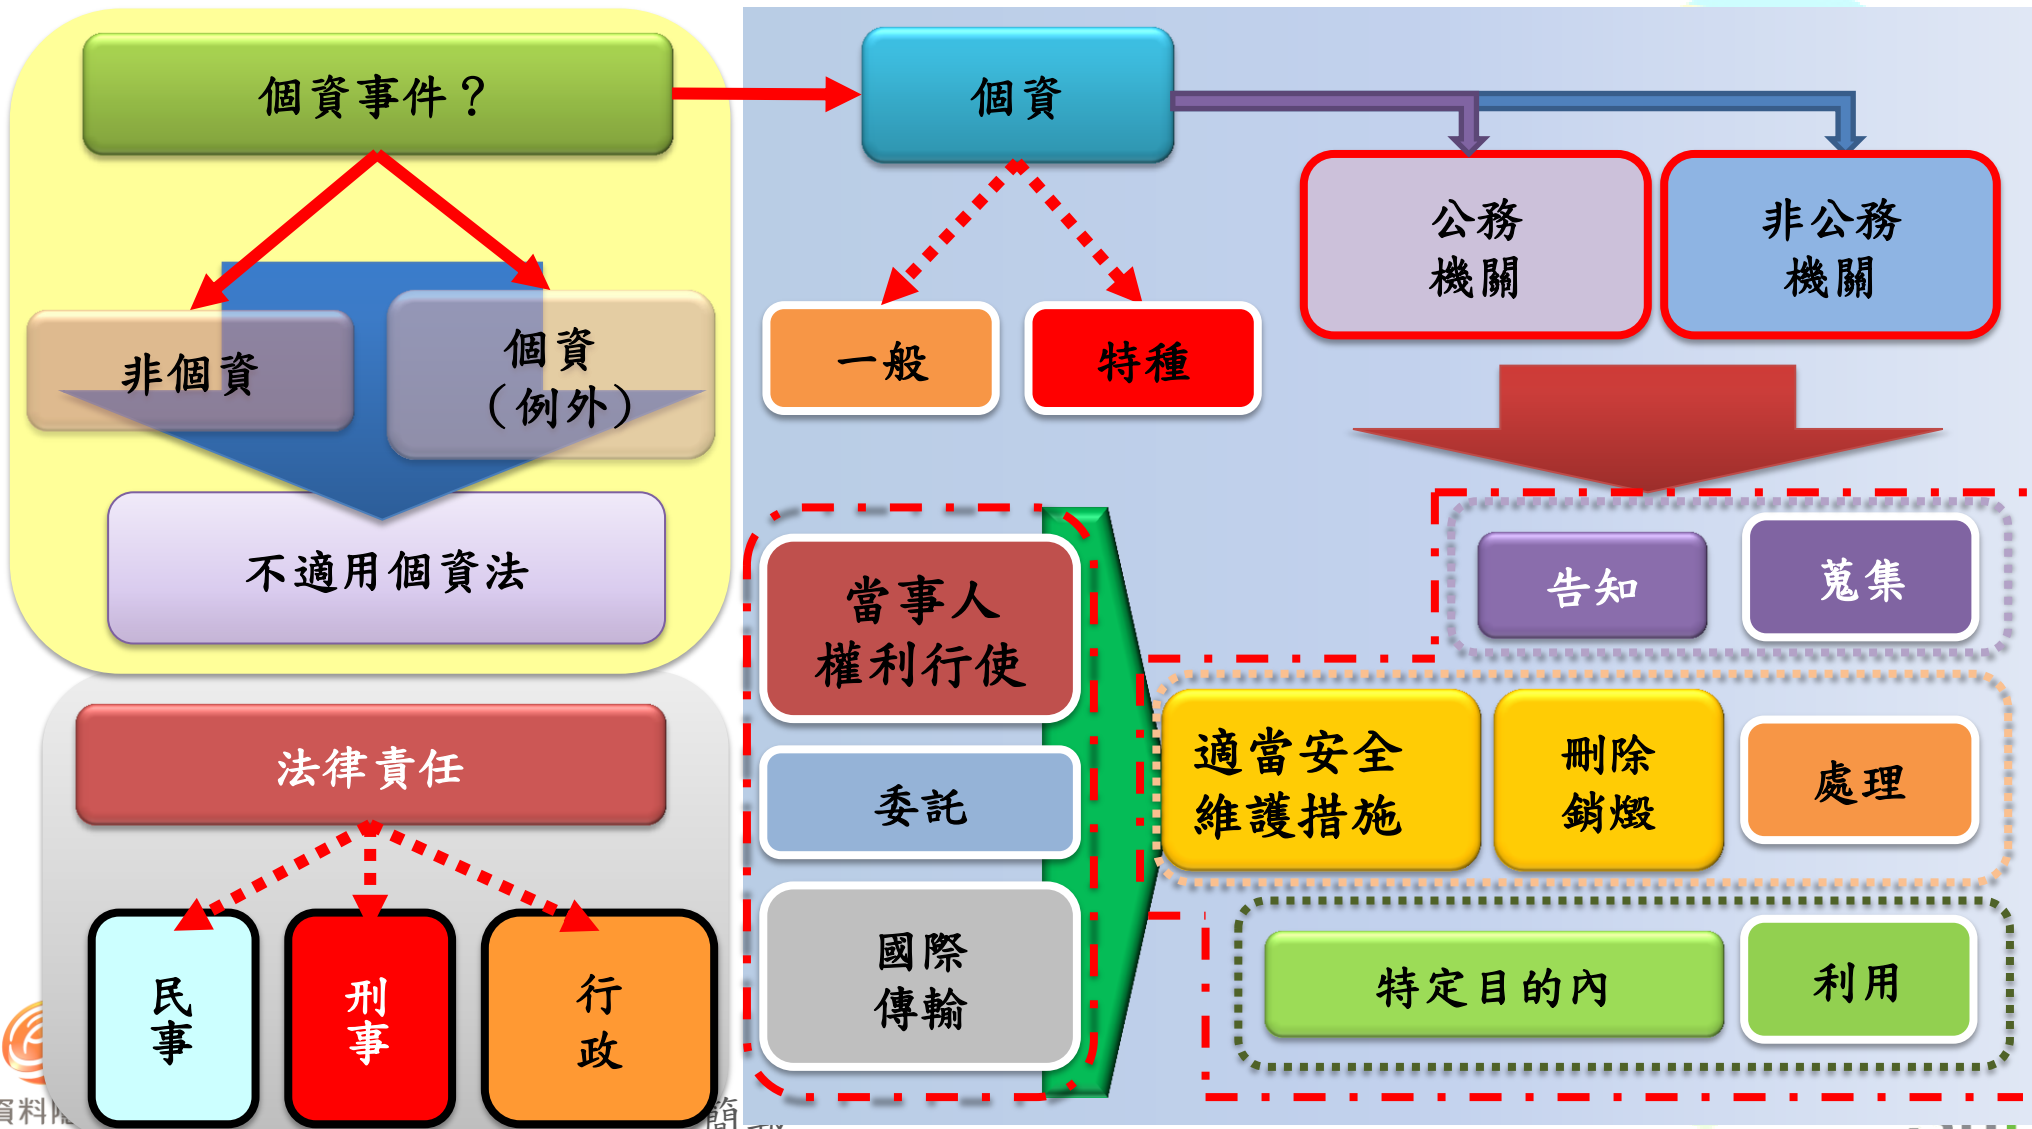 個資事件？
非個資
個資
（例外）
不適用個資法
法律責任
民
事
刑
事
行
政
個資
一般
特種
公務
機關
非公務
機關
當事人
權利行使
委託
國際
傳輸
告知
蒐集
適當安全
維護措施
刪除
銷燬
處理
特定目的內
利用
資料
簡